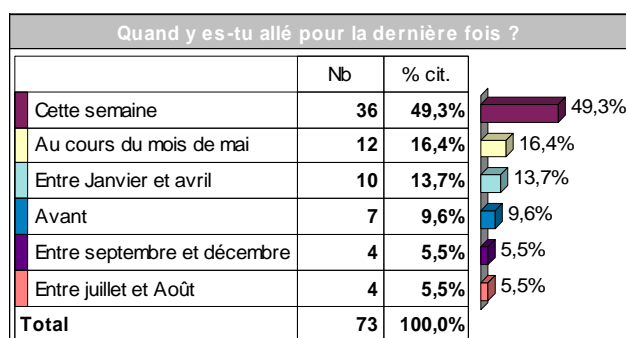 Quand y es-tu allé pour la dernière fois ?
Nb % cit.
Cette semaine 36 49,3% 49,3%
Au cours du mois de mai 12 16,4% 16,4%
Entre Janvier et avril 10 13,7% 13,7%
Avant 7 9,6% 9,6%
Entre septembre et décembre 4 5,5% 5,5%
Entre juillet et Août 4 5,5% 5,5%
Total 73 100,0%